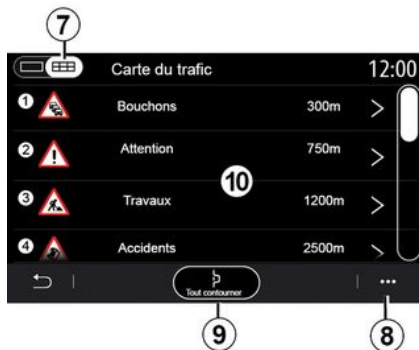 7
Carte du trafic 12:00
1 Bouchons 300m
2 Attention 750m
10
3 Travaux 1200m
4 Accidents 2500m
Tout contourner
9 8